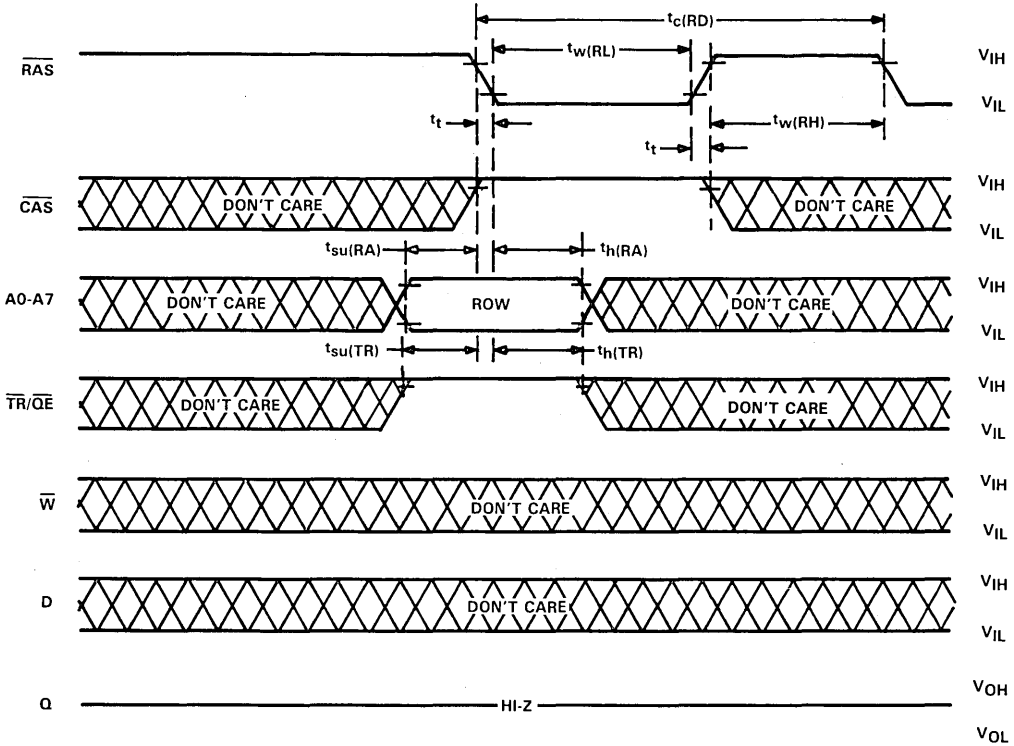 tc(RD)
tw(RL)
RAS
VIH
VIL
tt
tw(RH)
tt
CAS
DON'T CARE
DON'T CARE
VIH
VIL
tsu(RA)
th(RA)
A0-A7
DON'T CARE
ROW
DON'T CARE
VIH
VIL
tsu(TR)
th(TR)
TR/QE
DON'T CARE
DON'T CARE
VIH
VIL
W
DON'T CARE
VIH
VIL
D
DON'T CARE
VIH
VIL
Q
HI-Z
VOH
VOL